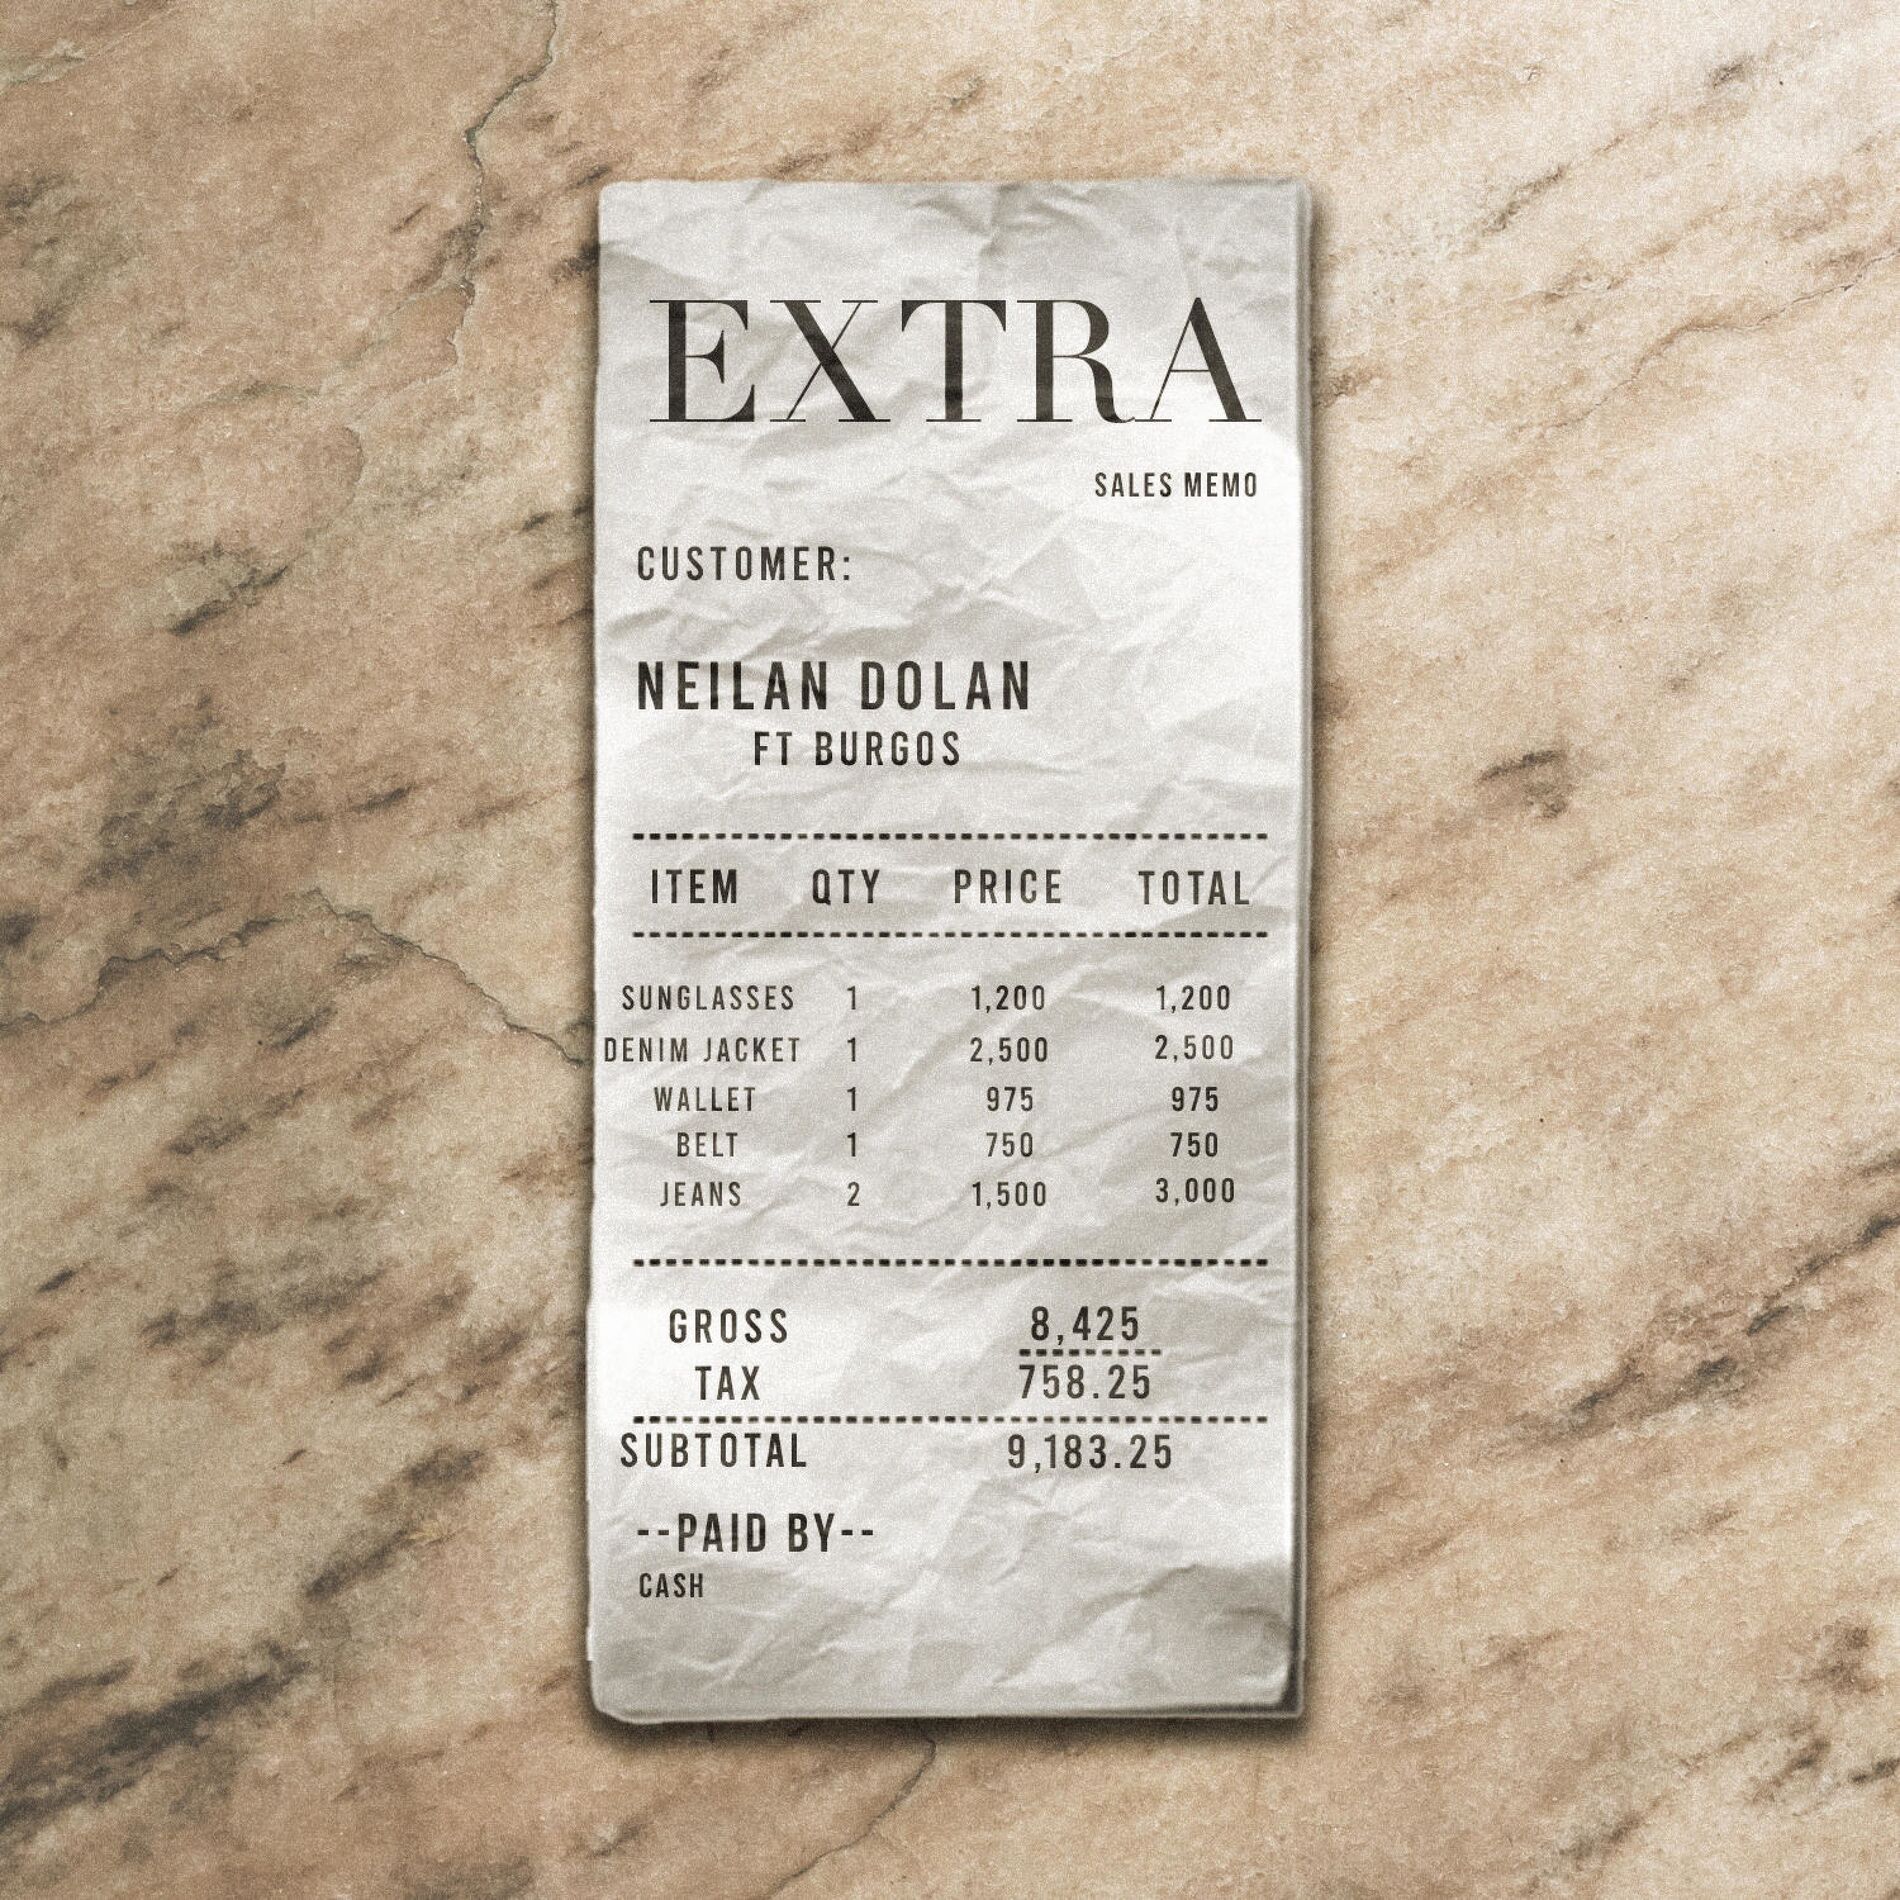 EXTRA
SALES MEMO
CUSTOMER:
NEILAN DOLAN
FT BURGOS
ITEM QTY PRICE TOTAL
SUNGLASSES 1 1,200 1,200
DENIM JACKET 1 2,500 2,500
WALLET 1 975 975
BELT 1 750 750
JEANS 2 1,500 3,000
GROSS 8,425
TAX 758.25
SUBTOTAL 9,183.25
--PAID BY--
CASH